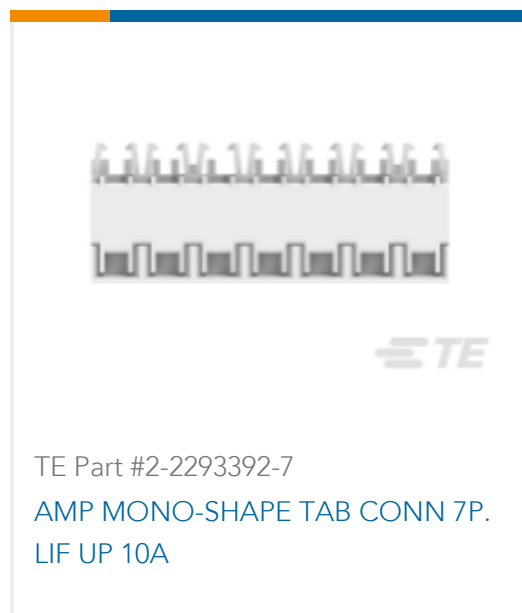 TE
TE Part #2-2293392-7
AMP MONO-SHAPE TAB CONN 7P.
LIF UP 10A